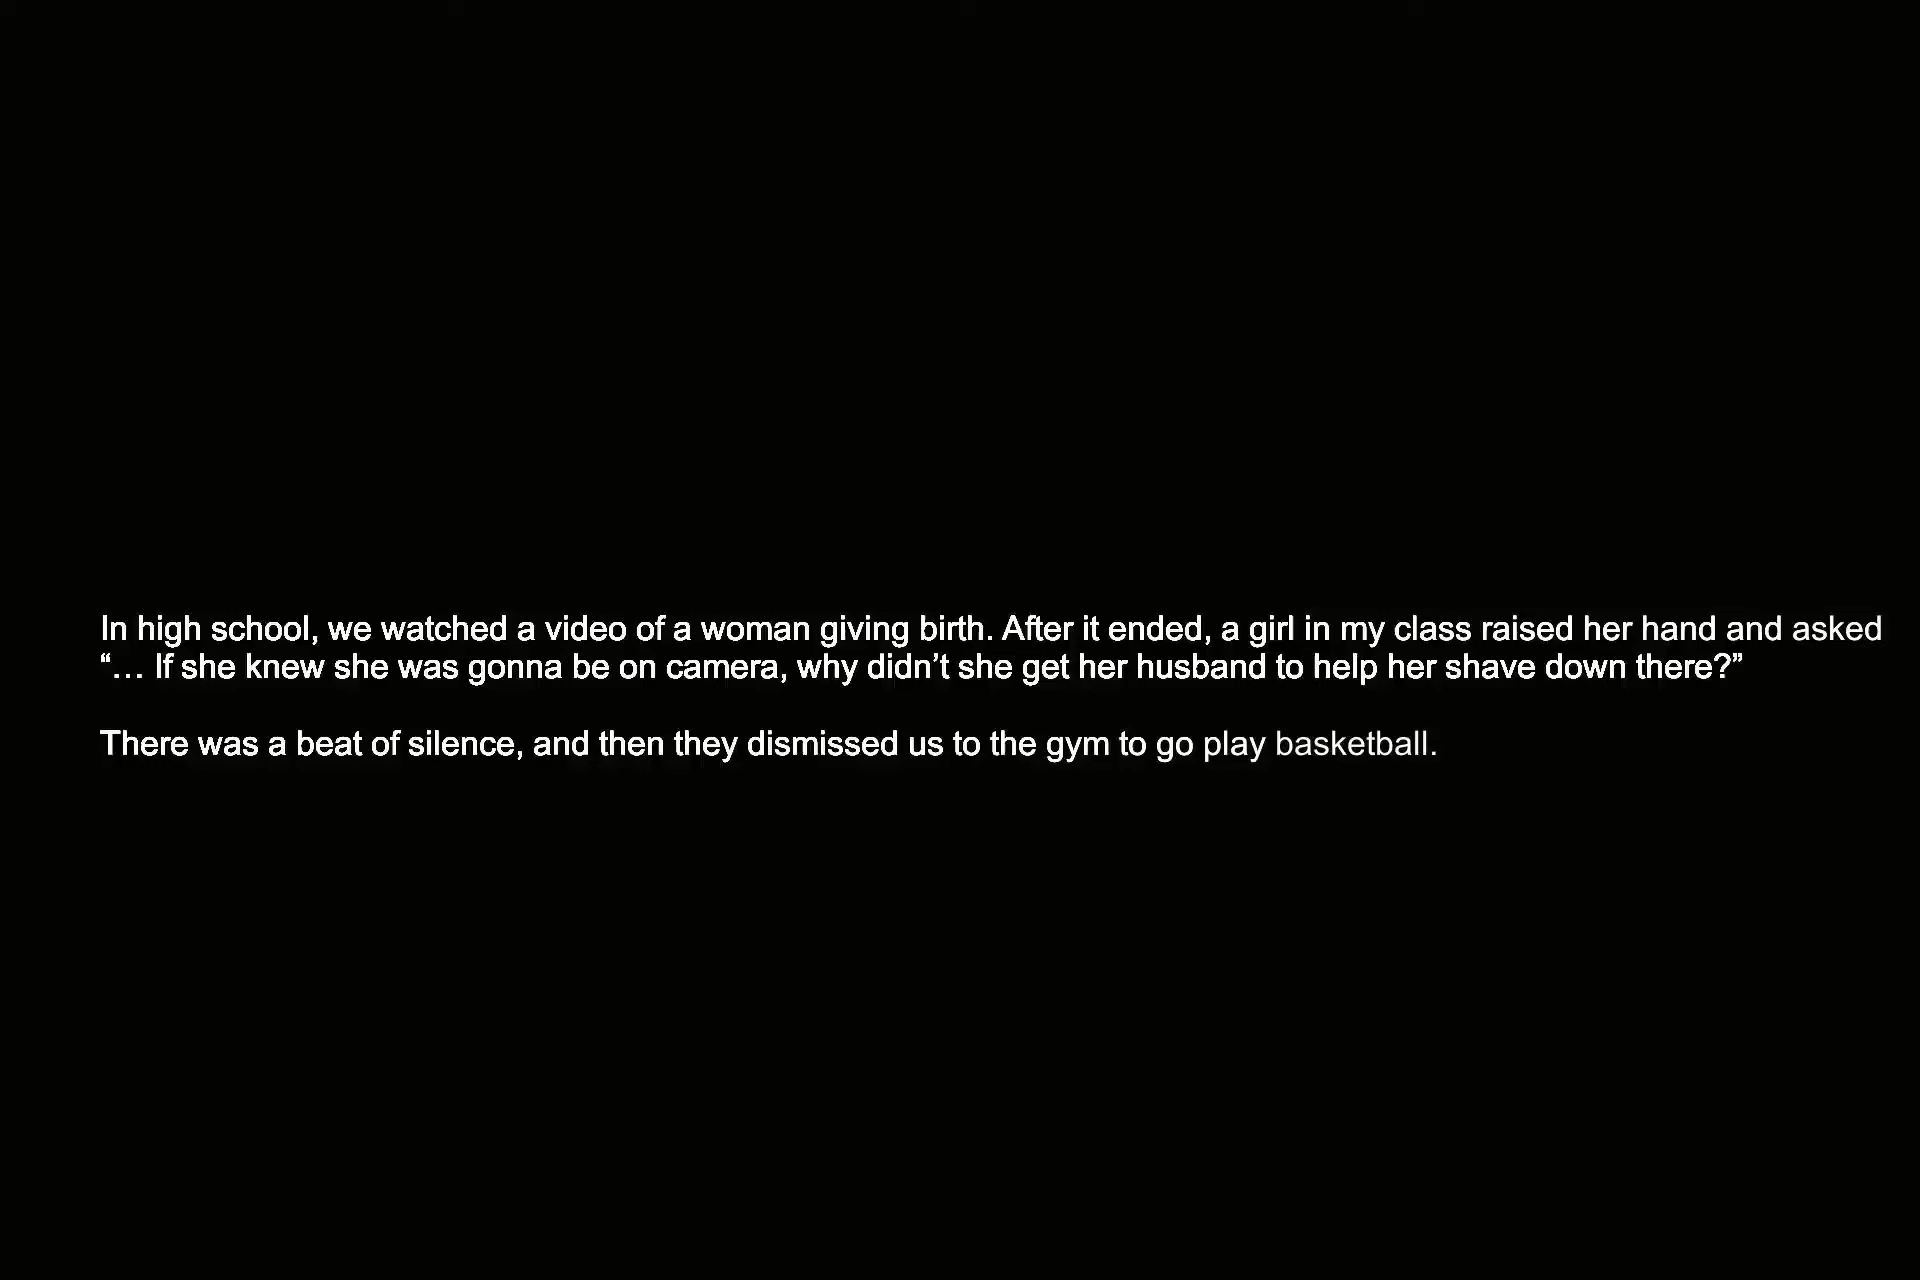 In high school, we watched a video of a woman giving birth. After it ended, a girl in my class raised her hand and asked
“… If she knew she was gonna be on camera, why didn’t she get her husband to help her shave down there?”
There was a beat of silence, and then they dismissed us to the gym to go play basketball.